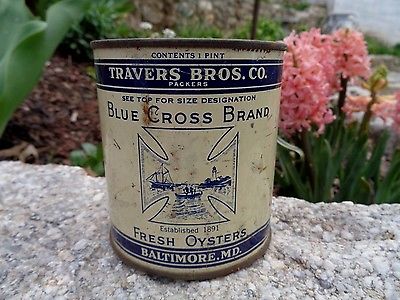 CONTENTS 1 PINT
TRAVERS BROS. CO.
PACKERS
SEE TOP FOR SIZE DESIGNATION
BLUE CROSS BRAND
Established 1891
FRESH OYSTERS
BALTIMORE, MD.